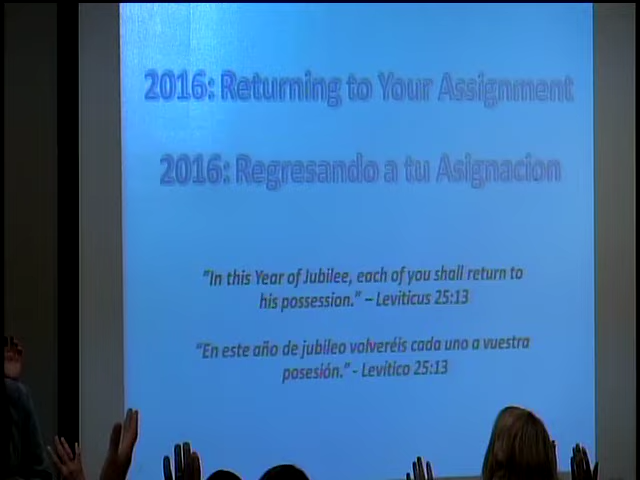 2016: Returning to Your Assignment
2016: Regresando a tu Asignacion
"In this Year of Jubilee, each of you shall return to
his possession." – Leviticus 25:13
"En este año de jubileo volveréis cada uno a vuestra
posesión." - Levitico 25:13